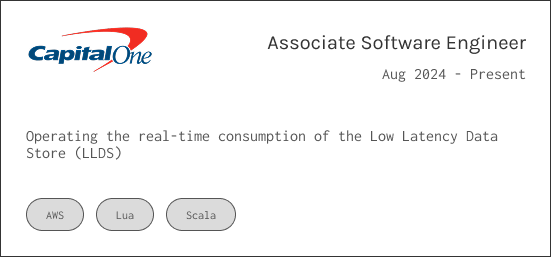 CapitalOne
Associate Software Engineer
Aug 2024 - Present
Operating the real-time consumption of the Low Latency Data
Store (LLDS)
AWS
Lua
Scala